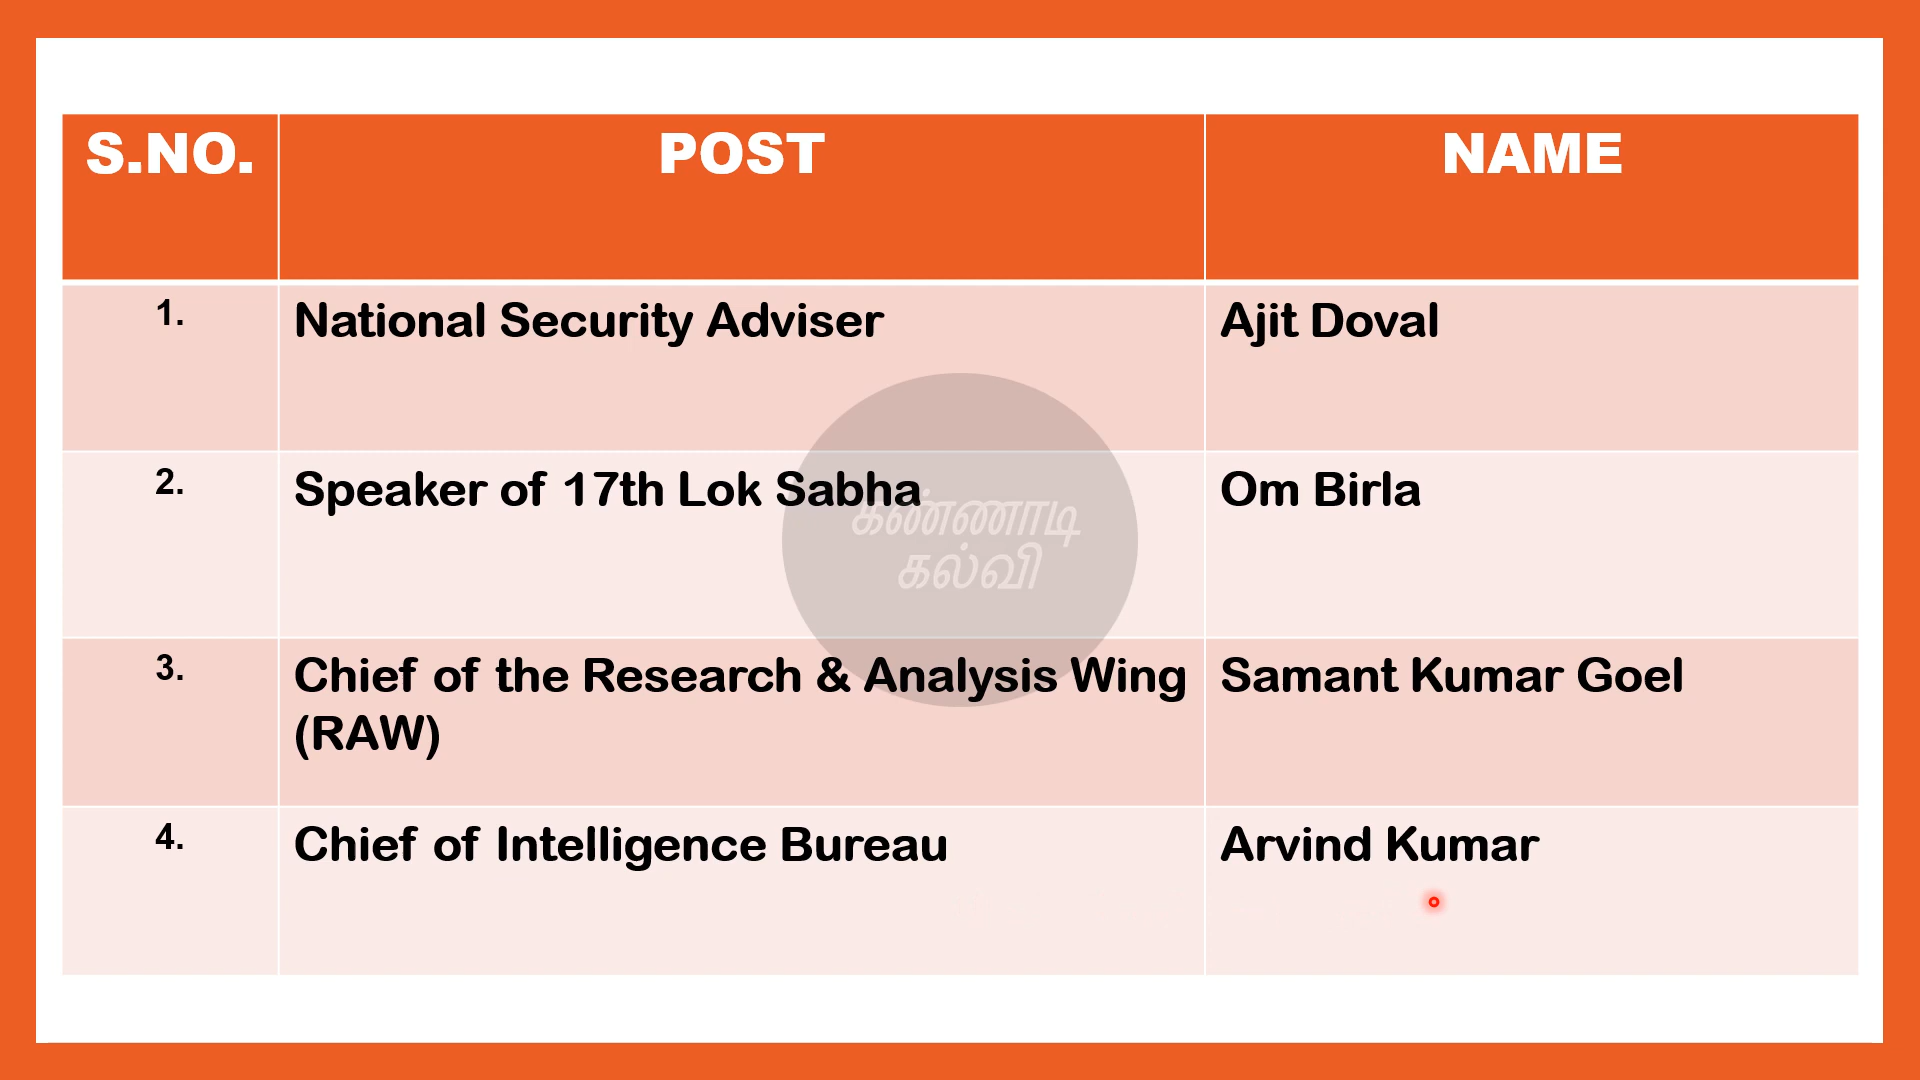 S.NO. POST NAME
1. National Security Adviser Ajit Doval
2. Speaker of 17th Lok Sabha Om Birla
கண்ணாடி
கல்வி
3. Chief of the Research & Analysis Wing Samant Kumar Goel
(RAW)
4. Chief of Intelligence Bureau Arvind Kumar